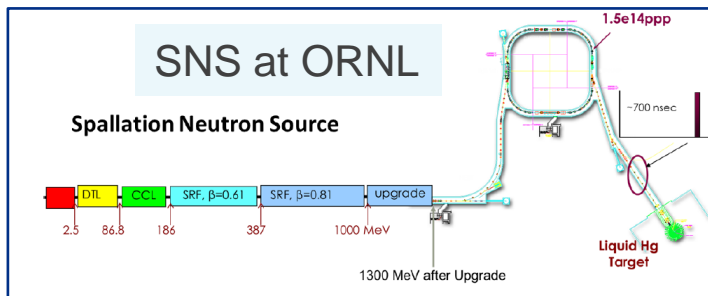 SNS at ORNL
1.5e14ppp
~700 nsec
Spallation Neutron Source
DTL
CCL
SRF, β=0.61
SRF, β=0.81
upgrade
2.5
86.8
186
387
1000 MeV
Liquid Hg
Target
1300 MeV after Upgrade